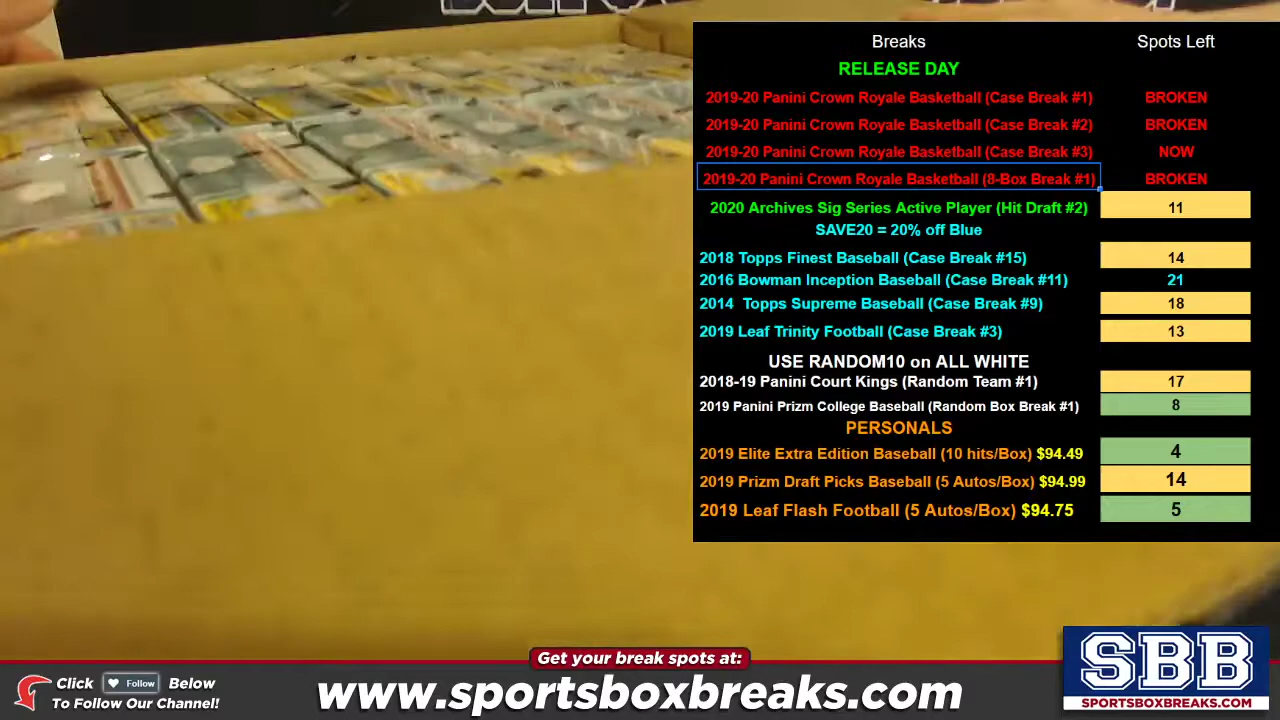 Breaks Spots Left
RELEASE DAY
2019-20 Panini Crown Royale Basketball (Case Break #1) BROKEN
2019-20 Panini Crown Royale Basketball (Case Break #2) BROKEN
2019-20 Panini Crown Royale Basketball (Case Break #3) NOW
2019-20 Panini Crown Royale Basketball (8-Box Break #1) BROKEN
2020 Archives Sig Series Active Player (Hit Draft #2) 11
SAVE20 = 20% off Blue
2018 Topps Finest Baseball (Case Break #15) 14
2016 Bowman Inception Baseball (Case Break #11) 21
2014 Topps Supreme Baseball (Case Break #9) 18
2019 Leaf Trinity Football (Case Break #3) 13
USE RANDOM10 on ALL WHITE
2018-19 Panini Court Kings (Random Team #1) 17
2019 Panini Prizm College Baseball (Random Box Break #1) 8
PERSONALS
2019 Elite Extra Edition Baseball (10 hits/Box) $94.49 4
2019 Prizm Draft Picks Baseball (5 Autos/Box) $94.99 14
2019 Leaf Flash Football (5 Autos/Box) $94.75 5
Get your break spots at:
Click Follow Below
To Follow Our Channel!
www.sportsboxbreaks.com
SBB
SPORTSBOXBREAKS.COM